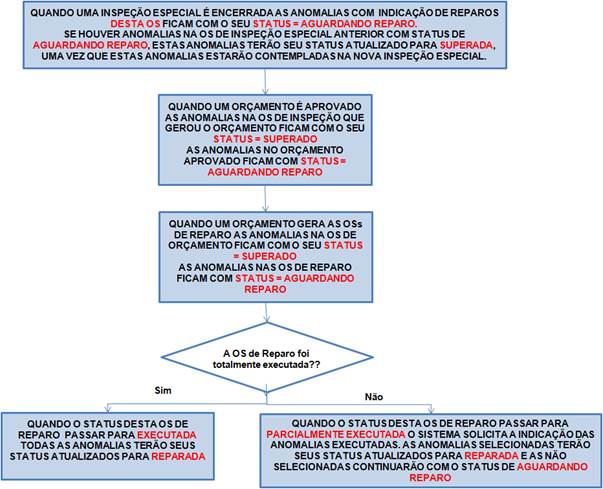 QUANDO UMA INSPEÇÃO ESPECIAL É ENCERRADA AS ANOMALIAS COM INDICAÇÃO DE REPAROS
DESTA OS FICAM COM O SEU STATUS = AGUARDANDO REPARO.
SE HOUVER ANOMALIAS NA OS DE INSPEÇÃO ESPECIAL ANTERIOR COM STATUS DE
AGUARDANDO REPARO, ESTAS ANOMALIAS TERÃO SEU STATUS ATUALIZADO PARA SUPERADA,
UMA VEZ QUE ESTAS ANOMALIAS ESTARÃO CONTEMPLADAS NA NOVA INSPEÇÃO ESPECIAL.
QUANDO UM ORÇAMENTO É APROVADO
AS ANOMALIAS NA OS DE INSPEÇÃO QUE
GEROU O ORÇAMENTO FICAM COM O SEU
STATUS = SUPERADO
AS ANOMALIAS NO ORÇAMENTO
APROVADO FICAM COM STATUS =
AGUARDANDO REPARO
QUANDO UM ORÇAMENTO GERA AS OSs
DE REPARO AS ANOMALIAS NA OS DE
ORÇAMENTO FICAM COM O SEU STATUS
= SUPERADO
AS ANOMALIAS NAS OS DE REPARO
FICAM COM STATUS = AGUARDANDO
REPARO
A OS de Reparo foi
totalmente executada??
Sim
Não
QUANDO O STATUS DESTA OS DE
REPARO PASSAR PARA EXECUTADA
TODAS AS ANOMALIAS TERÃO SEUS
STATUS ATUALIZADOS PARA REPARADA
QUANDO O STATUS DESTA OS DE REPARO PASSAR PARA
PARCIALMENTE EXECUTADA O SISTEMA SOLICITA A INDICAÇÃO DAS
ANOMALIAS EXECUTADAS. AS ANOMALIAS SELECIONADAS TERÃO
SEUS STATUS ATUALIZADOS PARA REPARADA E AS NÃO
SELECIONADAS CONTINUARÃO COM O STATUS DE AGUARDANDO
REPARO